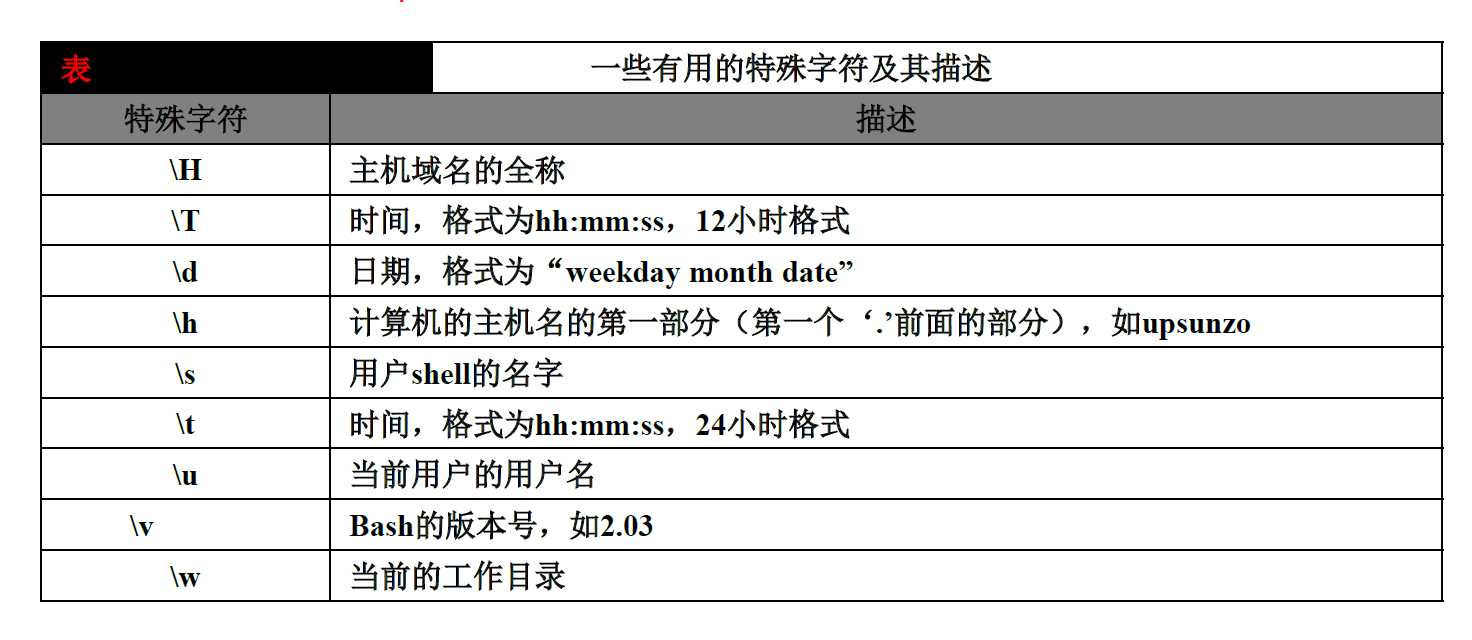 表 一些有用的特殊字符及其描述
特殊字符 描述
\H 主机域名的全称
\T 时间，格式为hh:mm:ss，12小时格式
\d 日期，格式为“weekday month date”
\h 计算机的主机名的第一部分（第一个‘.’前面的部分），如upsunzo
\s 用户shell的名字
\t 时间，格式为hh:mm:ss，24小时格式
\u 当前用户的用户名
\v Bash的版本号，如2.03
\w 当前的工作目录